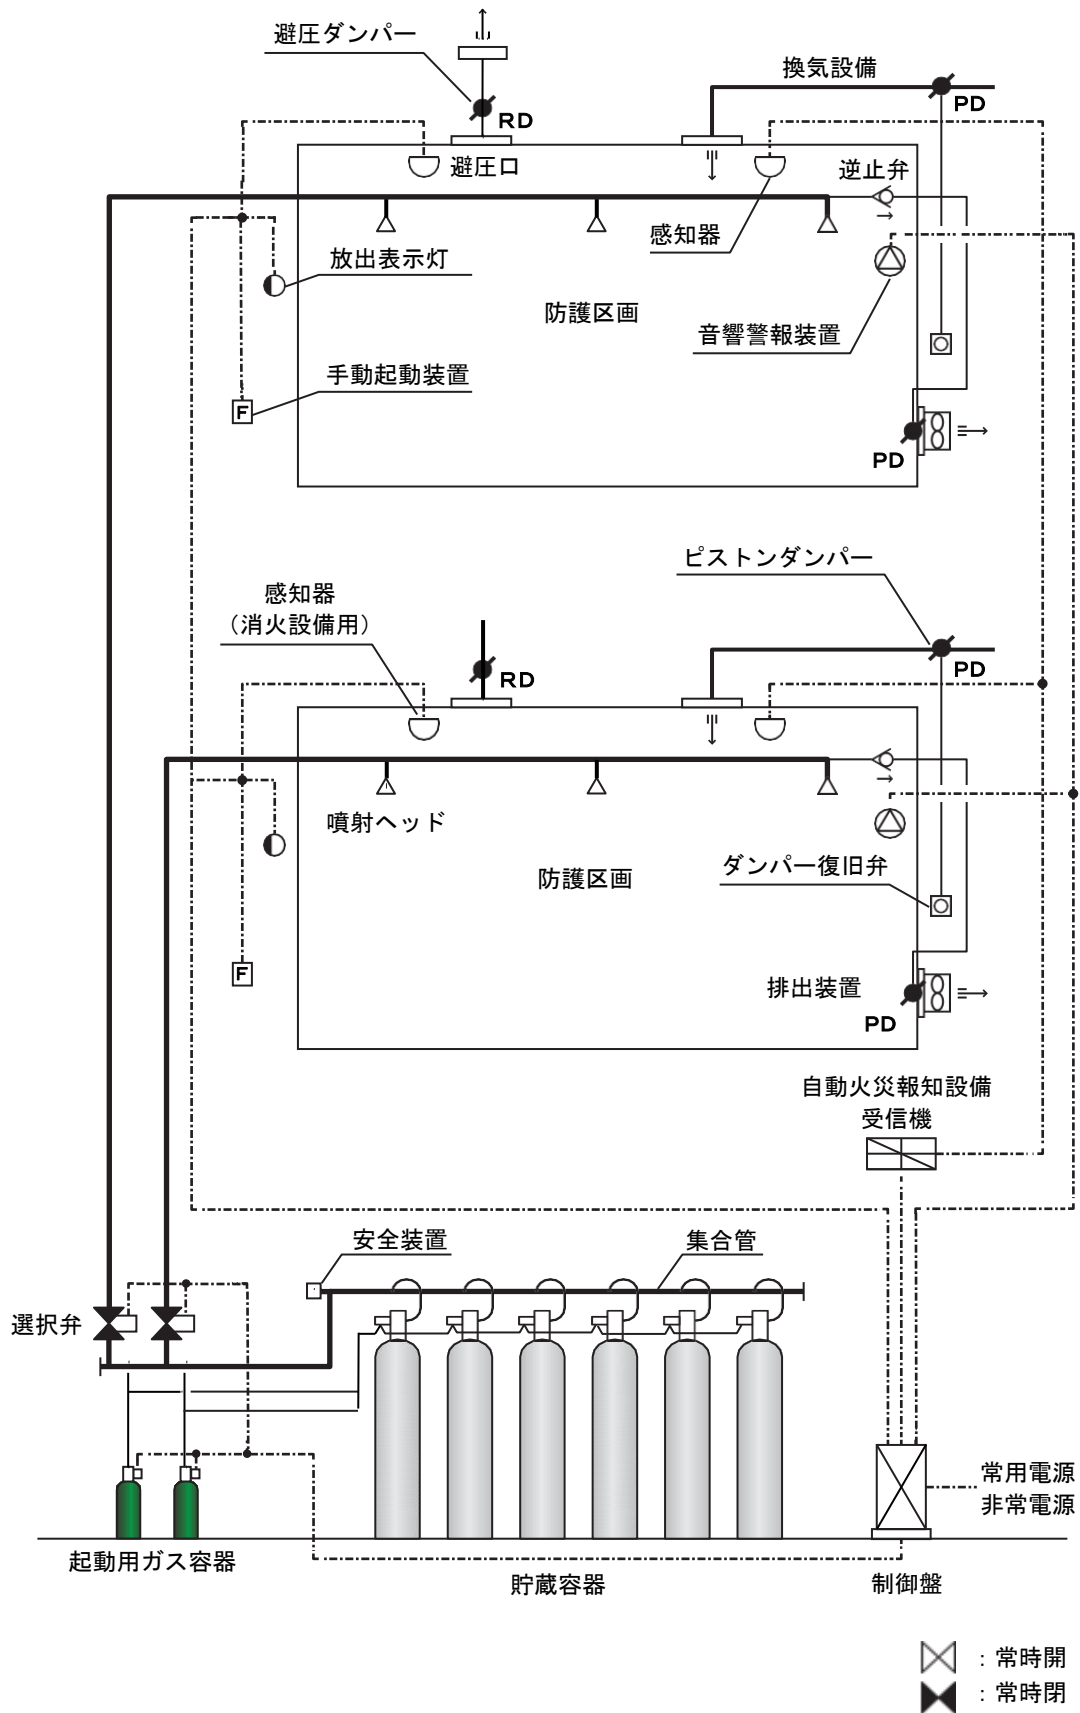 避圧ダンパー
換気設備
PD
RD
避圧口
逆止弁
感知器
放出表示灯
防護区画
音響警報装置
手動起動装置
F
PD
ピストンダンパー
感知器
（消火設備用）
RD
PD
噴射ヘッド
防護区画
ダンパー復旧弁
F
排出装置
PD
自動火災報知設備
受信機
安全装置
集合管
選択弁
常用電源
非常電源
起動用ガス容器
貯蔵容器
制御盤
：常時開
：常時閉